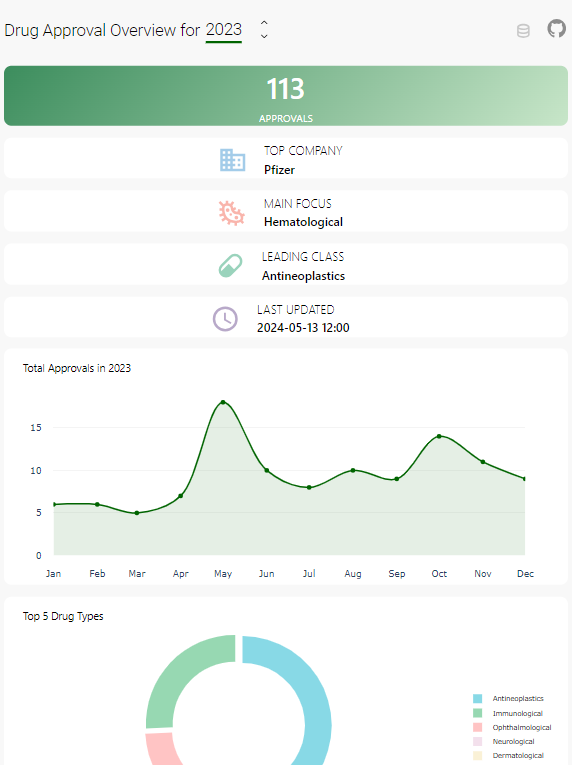 Drug Approval Overview for 2023
113
APPROVALS
TOP COMPANY
Pfizer
MAIN FOCUS
Hematological
LEADING CLASS
Antineoplastics
LAST UPDATED
2024-05-13 12:00
Total Approvals in 2023
15
10
5
0
Jan Feb Mar Apr May Jun Jul Aug Sep Oct Nov Dec
Top 5 Drug Types
Antineoplastics
Immunological
Ophthalmological
Neurological
Dermatological